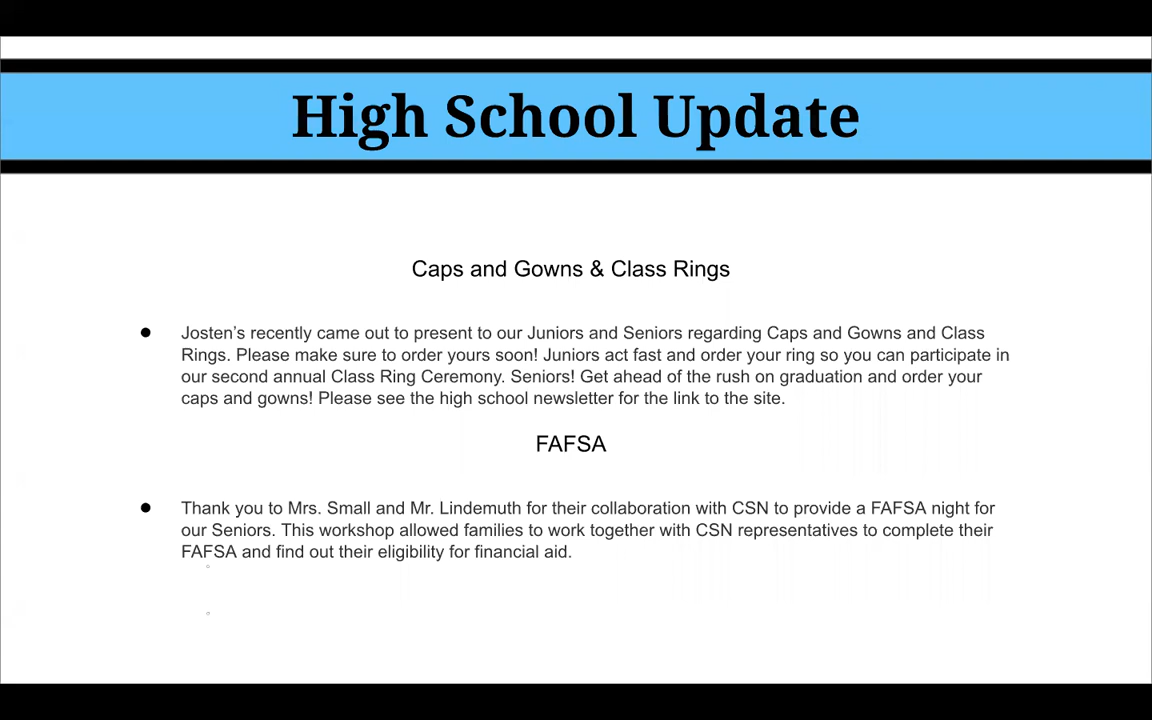 High School Update
Caps and Gowns & Class Rings
● Josten’s recently came out to present to our Juniors and Seniors regarding Caps and Gowns and Class
Rings. Please make sure to order yours soon! Juniors act fast and order your ring so you can participate in
our second annual Class Ring Ceremony. Seniors! Get ahead of the rush on graduation and order your
caps and gowns! Please see the high school newsletter for the link to the site.
FAFSA
● Thank you to Mrs. Small and Mr. Lindemuth for their collaboration with CSN to provide a FAFSA night for
our Seniors. This workshop allowed families to work together with CSN representatives to complete their
FAFSA and find out their eligibility for financial aid.